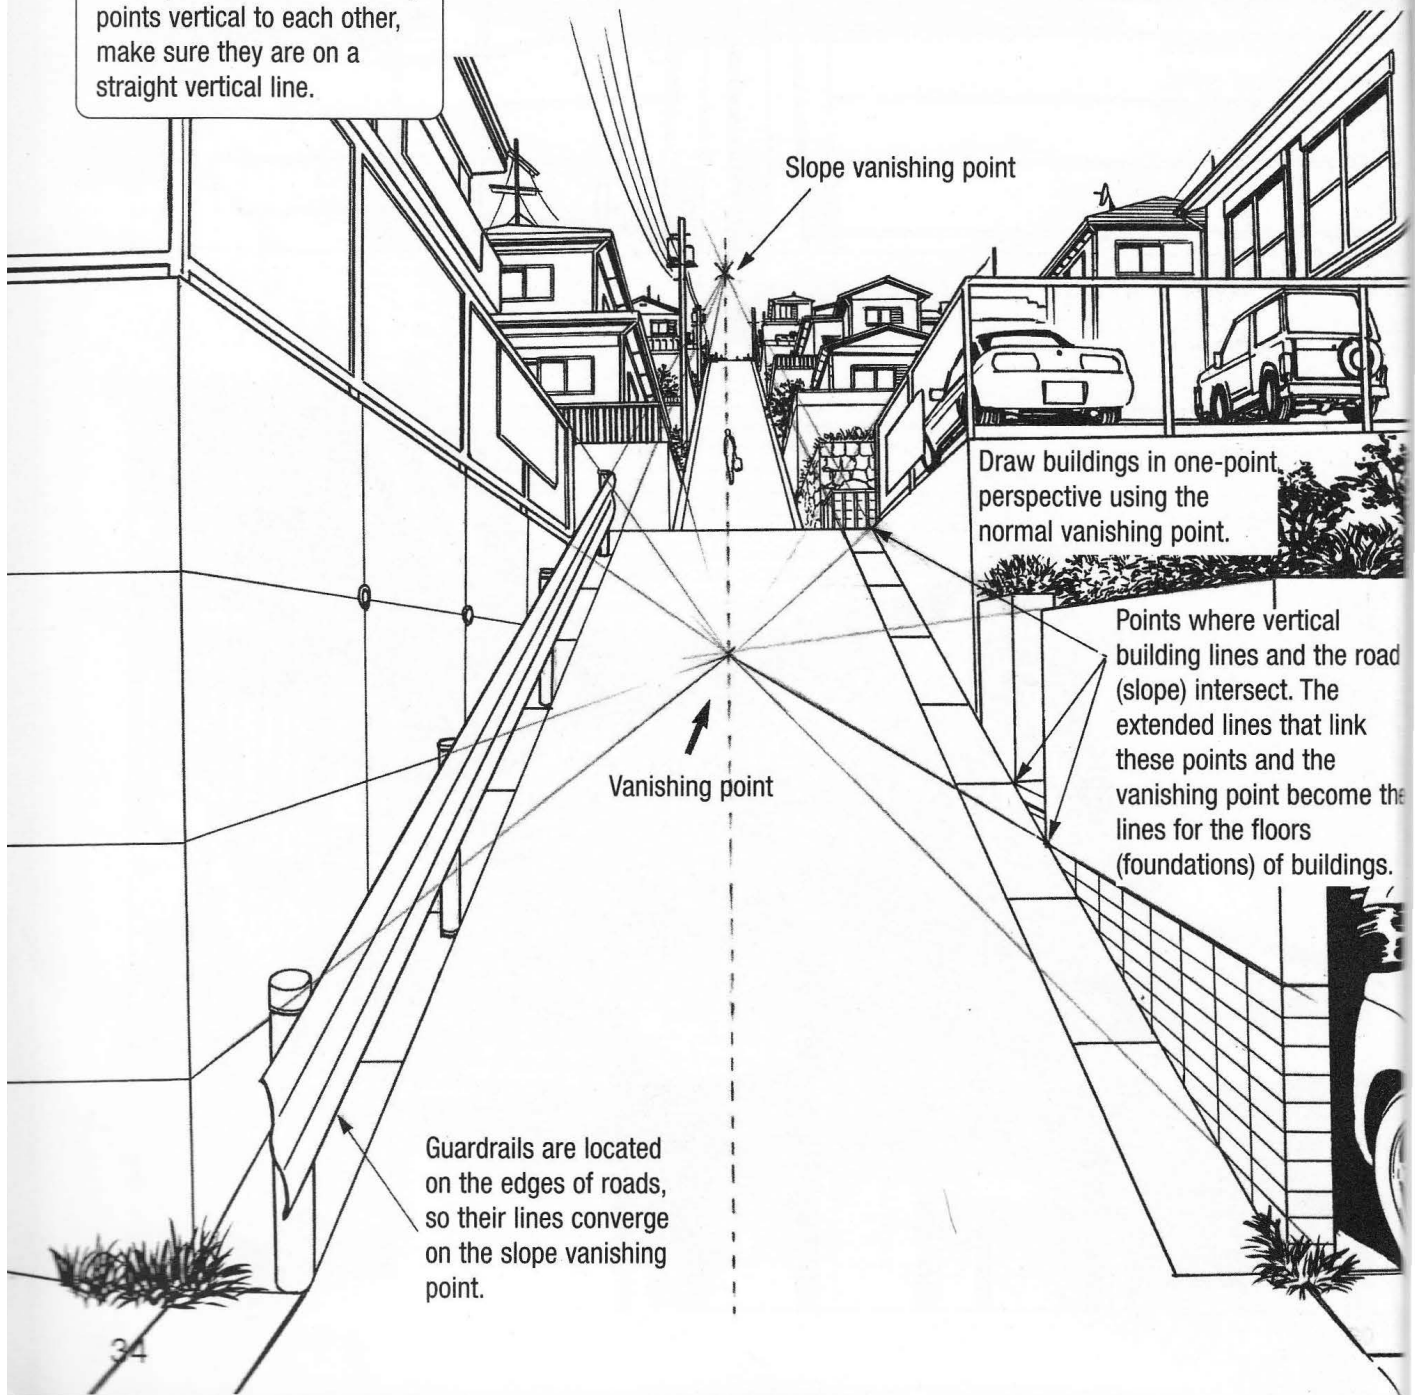 points vertical to each other,
make sure they are on a
straight vertical line.
Slope vanishing point
Draw buildings in one-point
perspective using the
normal vanishing point.
Points where vertical
building lines and the road
(slope) intersect. The
extended lines that link
these points and the
vanishing point become the
lines for the floors
(foundations) of buildings.
Vanishing point
Guardrails are located
on the edges of roads,
so their lines converge
on the slope vanishing
point.
34